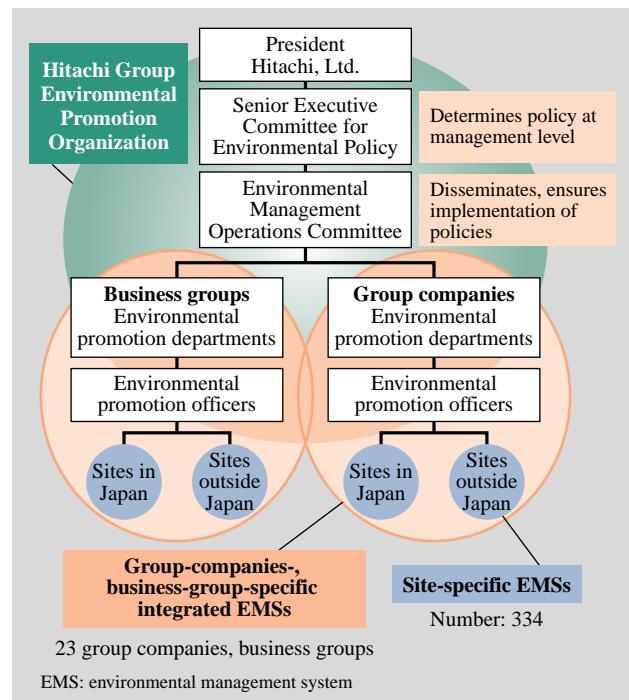 President
Hitachi, Ltd.
Hitachi Group
Environmental
Promotion
Organization
Senior Executive
Committee for
Environmental Policy
Determines policy at
management level
Environmental
Management
Operations Committee
Disseminates, ensures
implementation of
policies
Business groups
Environmental
promotion departments
Group companies
Environmental
promotion departments
Environmental
promotion officers
Environmental
promotion officers
Sites in
Japan
Sites
outside
Japan
Sites in
Japan
Sites
outside
Japan
Group-companies-,
business-group-specific
integrated EMSs
Site-specific EMSs
Number: 334
23 group companies, business groups
EMS: environmental management system